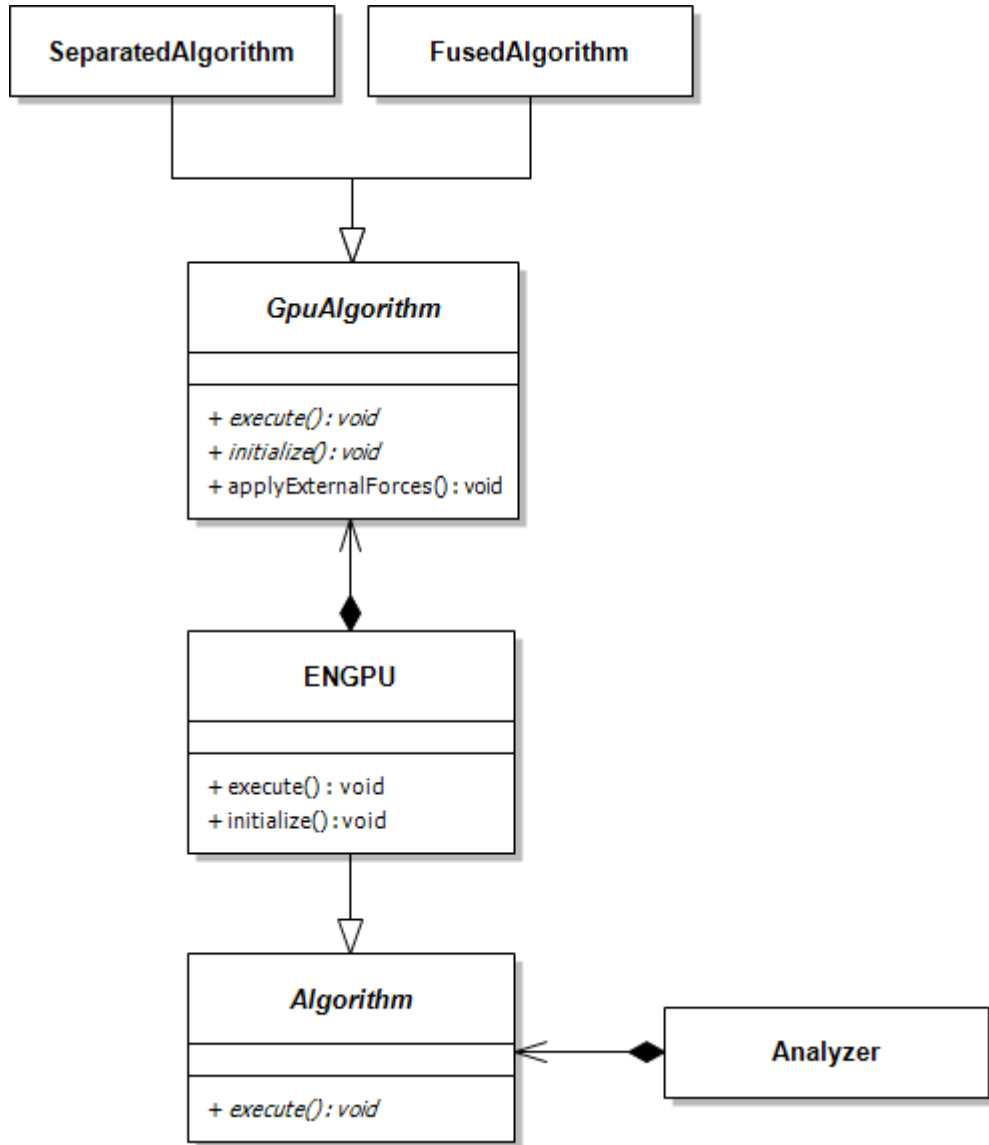 SeparatedAlgorithm
FusedAlgorithm
GpuAlgorithm
+ execute() : void
+ initialize() : void
+ applyExternalForces() : void
ENGPU
+ execute() : void
+ initialize() : void
Algorithm
Analyzer
+ execute() : void